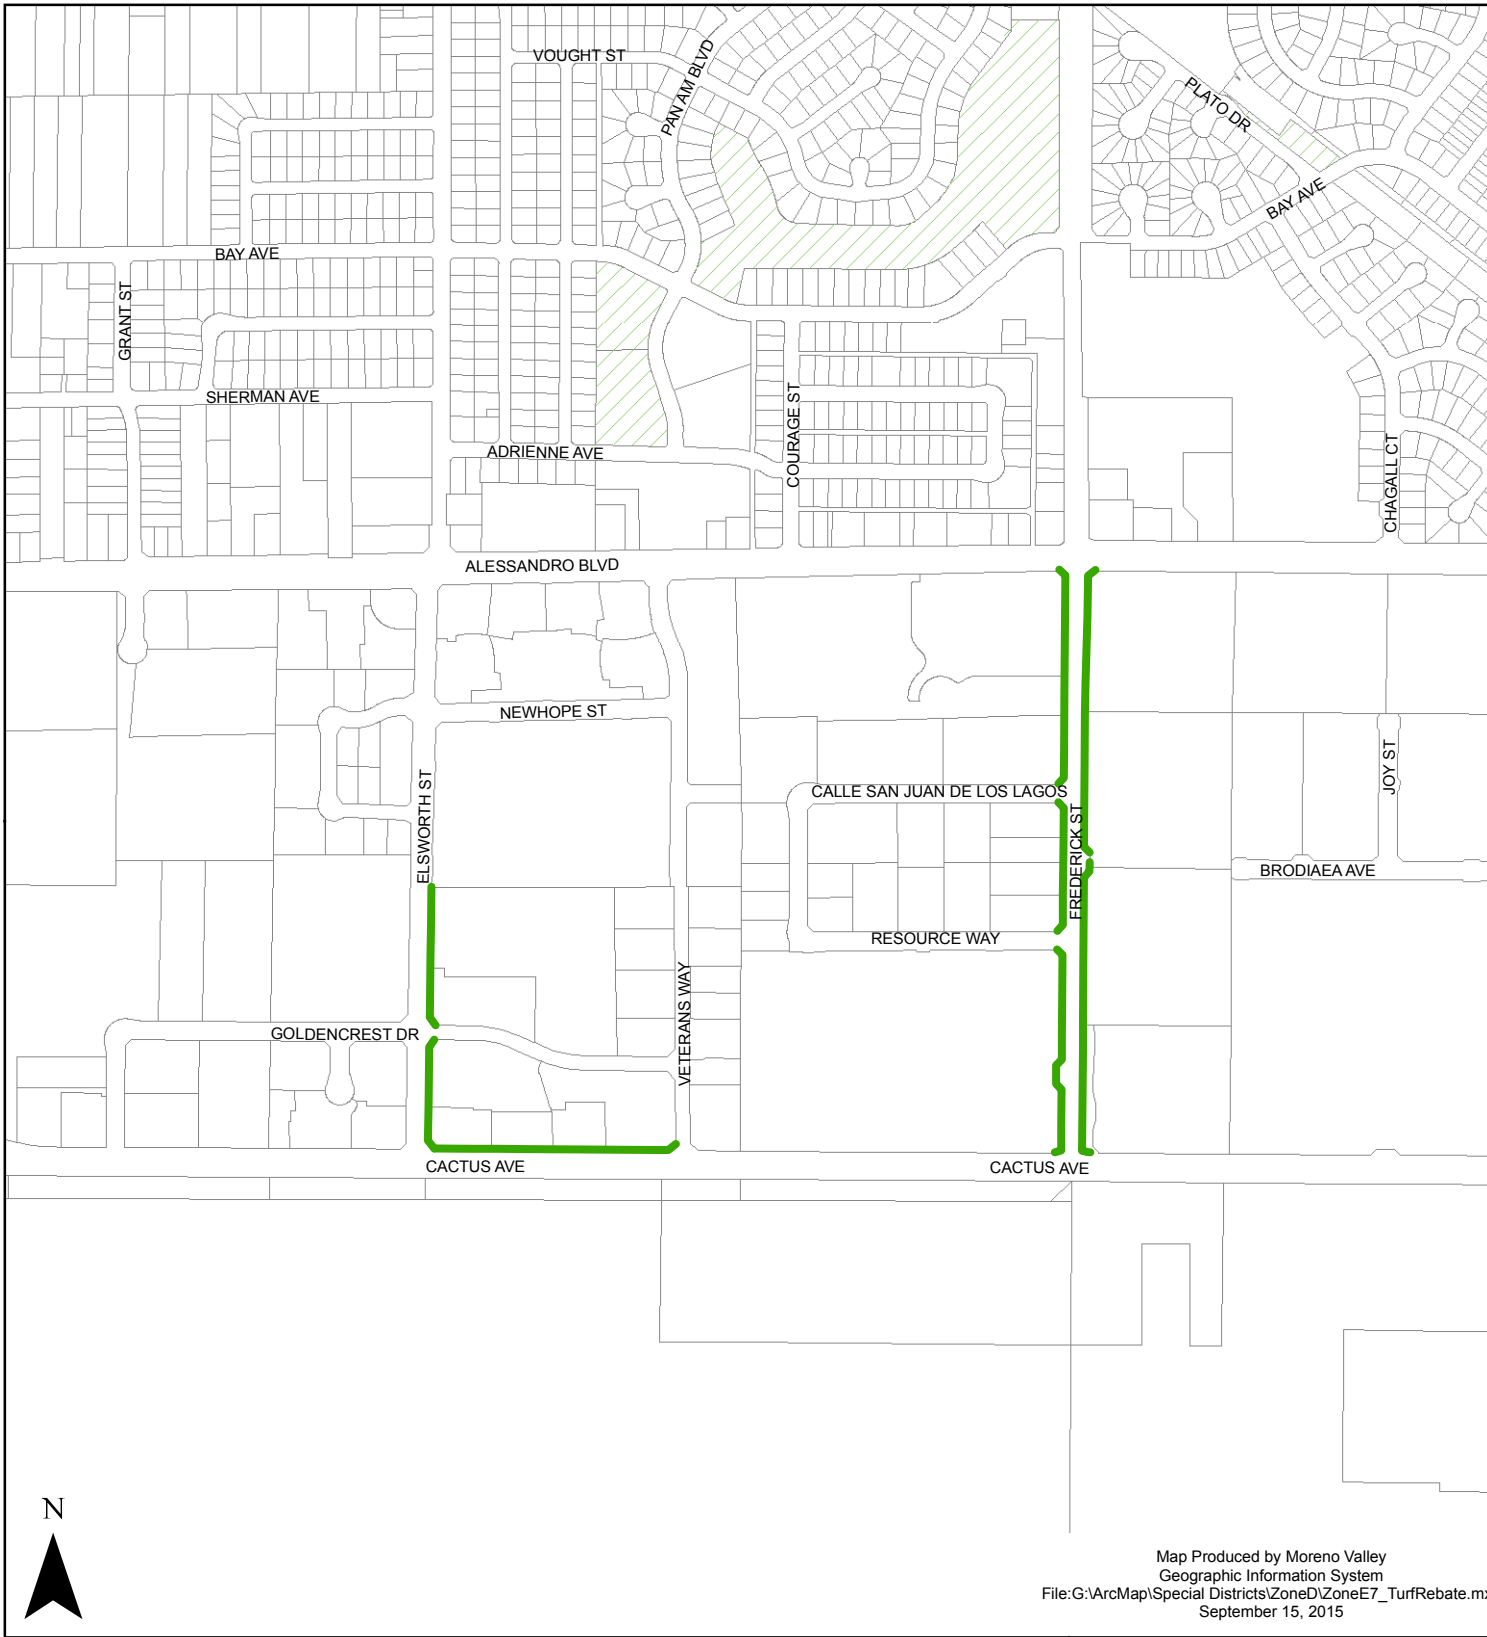 VOUGHT ST
PAN AM BLVD
PLATO DR
BAY AVE
BAY AVE
GRANT ST
SHERMAN AVE
COURAGE ST
ADRIENNE AVE
CHAGALL CT
ALESSANDRO BLVD
NEWHOPE ST
ELSWORTH ST
CALLE SAN JUAN DE LOS LAGOS
JOY ST
FREDERICK ST
BRODIAEA AVE
RESOURCE WAY
VETERANS WAY
GOLDENCREST DR
CACTUS AVE
CACTUS AVE
N
Map Produced by Moreno Valley
Geographic Information System
File:G:\ArcMap\Special Districts\ZoneD\ZoneE7_TurfRebate.mx
September 15, 2015